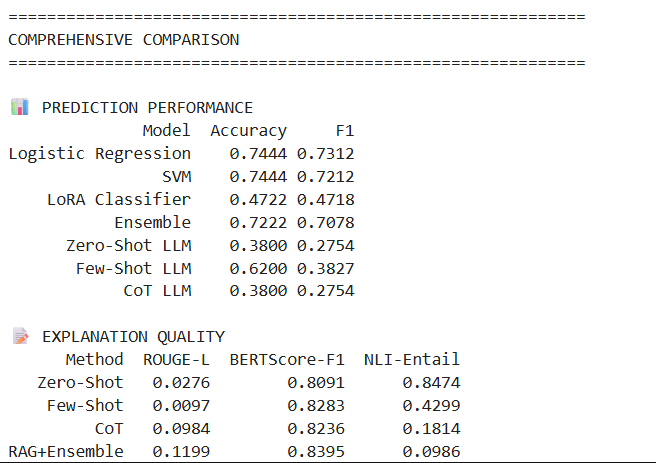 ============================================================
COMPREHENSIVE COMPARISON
============================================================
📊 PREDICTION PERFORMANCE
Model Accuracy F1
Logistic Regression 0.7444 0.7312
SVM 0.7444 0.7212
LoRA Classifier 0.4722 0.4718
Ensemble 0.7222 0.7078
Zero-Shot LLM 0.3800 0.2754
Few-Shot LLM 0.6200 0.3827
CoT LLM 0.3800 0.2754
📝 EXPLANATION QUALITY
Method ROUGE-L BERTScore-F1 NLI-Entail
Zero-Shot 0.0276 0.8091 0.8474
Few-Shot 0.0097 0.8283 0.4299
CoT 0.0984 0.8236 0.1814
RAG+Ensemble 0.1199 0.8395 0.0986